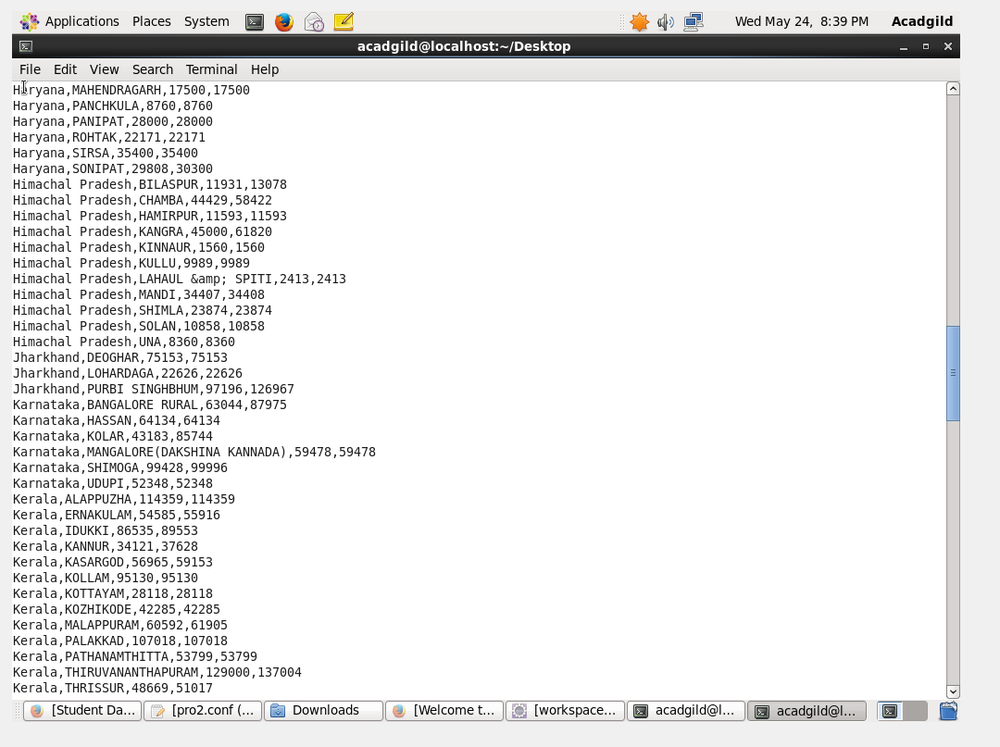 Applications Places System Wed May 24, 8:39 PM Acadgild
acadgild@localhost:~/Desktop
File Edit View Search Terminal Help
Haryana,MAHENDRAGARH,17500,17500
Haryana,PANCHKULA,8760,8760
Haryana,PANIPAT,28000,28000
Haryana,ROHTAK,22171,22171
Haryana,SIRSA,35400,35400
Haryana,SONIPAT,29808,30300
Himachal Pradesh,BILASPUR,11931,13078
Himachal Pradesh,CHAMBA,44429,58422
Himachal Pradesh,HAMIRPUR,11593,11593
Himachal Pradesh,KANGRA,45000,61820
Himachal Pradesh,KINNAUR,1560,1560
Himachal Pradesh,KULLU,9989,9989
Himachal Pradesh,LAHAUL &amp; SPITI,2413,2413
Himachal Pradesh,MANDI,34407,34408
Himachal Pradesh,SHIMLA,23874,23874
Himachal Pradesh,SOLAN,10858,10858
Himachal Pradesh,UNA,8360,8360
Jharkhand,DEOGHAR,75153,75153
Jharkhand,LOHARDAGA,22626,22626
Jharkhand,PURBI SINGHBHUM,97196,126967
Karnataka,BANGALORE RURAL,63044,87975
Karnataka,HASSAN,64134,64134
Karnataka,KOLAR,43183,85744
Karnataka,MANGALORE(DAKSHINA KANNADA),59478,59478
Karnataka,SHIMOGA,99428,99996
Karnataka,UDUPI,52348,52348
Kerala,ALAPPUZHA,114359,114359
Kerala,ERNAKULAM,54585,55916
Kerala,IDUKKI,86535,89553
Kerala,KANNUR,34121,37628
Kerala,KASARGOD,56965,59153
Kerala,KOLLAM,95130,95130
Kerala,KOTTAYAM,28118,28118
Kerala,KOZHIKODE,42285,42285
Kerala,MALAPPURAM,60592,61905
Kerala,PALAKKAD,107018,107018
Kerala,PATHANAMTHITTA,53799,53799
Kerala,THIRUVANANTHAPURAM,129000,137004
Kerala,THRISSUR,48669,51017
[Student Da... [pro2.conf (... Downloads [Welcome t... [workspace... acadgild@l... acadgild@l...